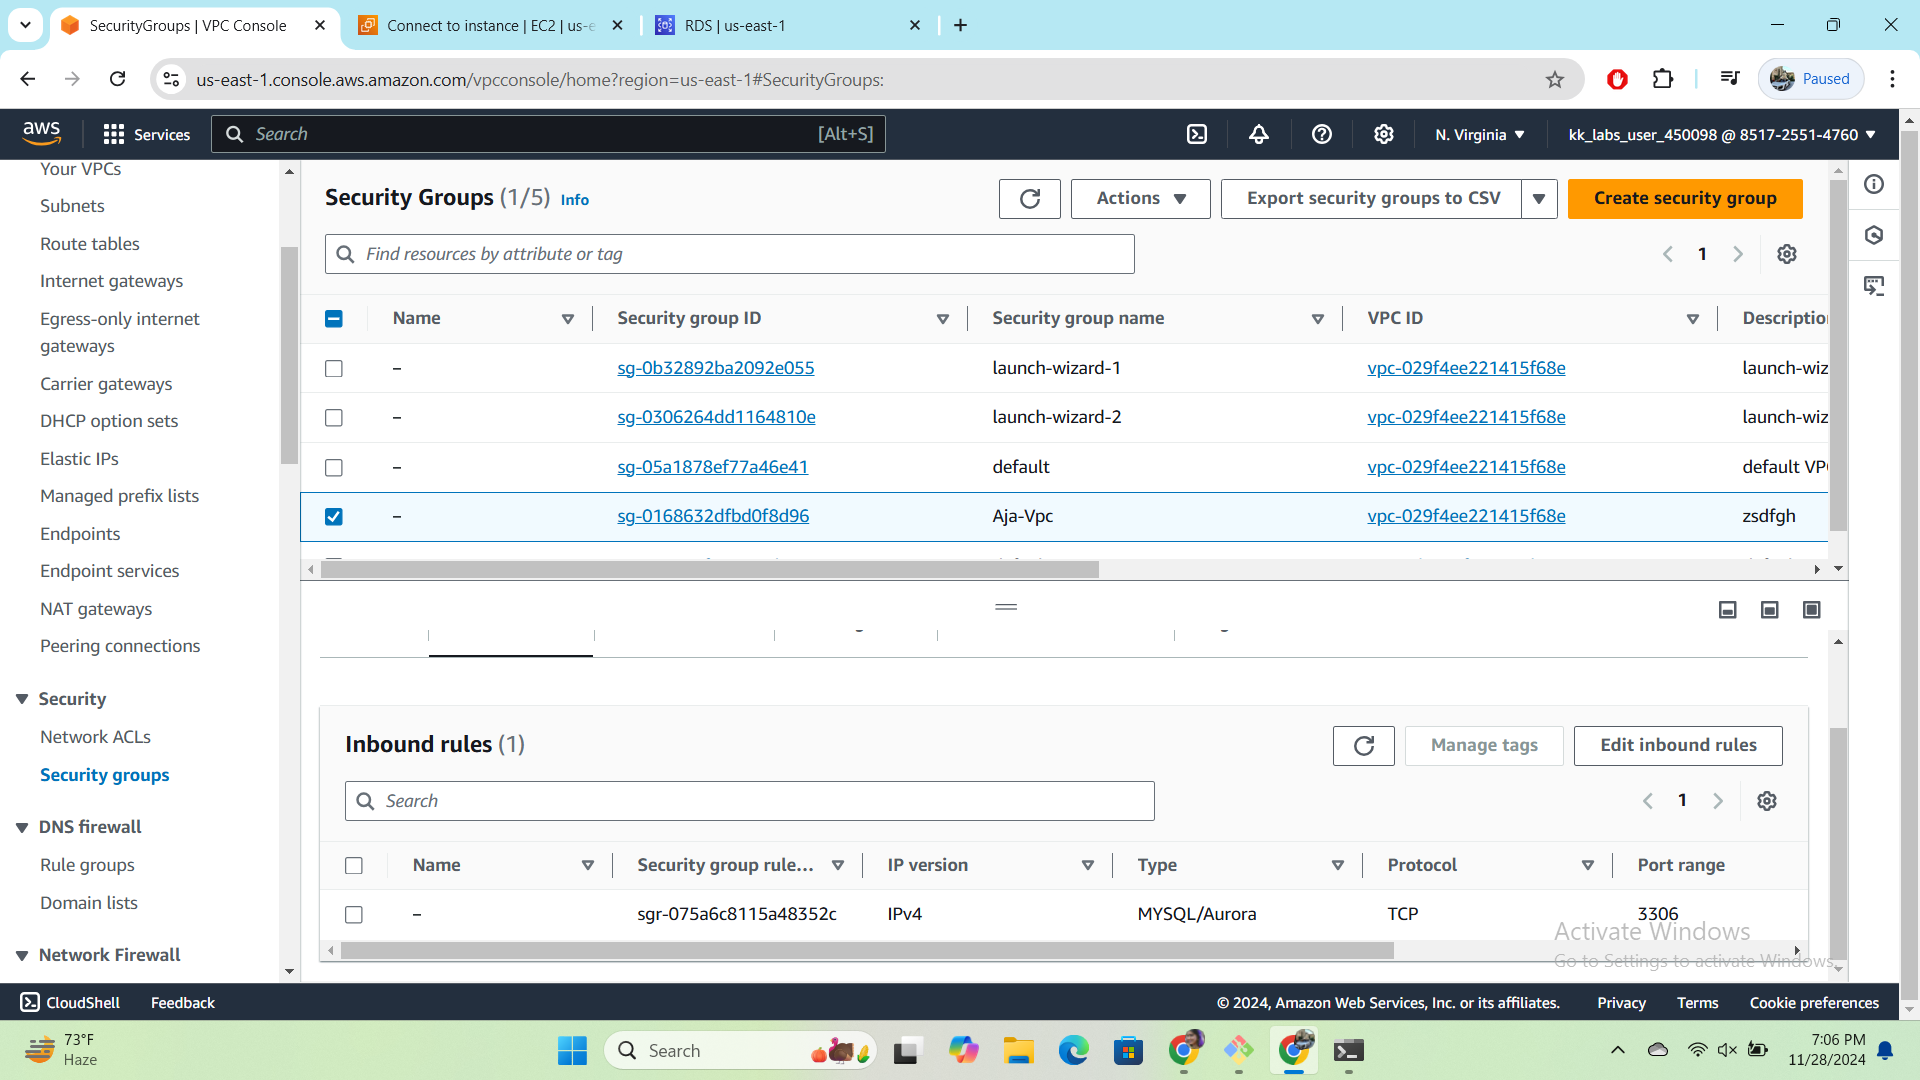 SecurityGroups | VPC Console
Connect to instance | EC2 | us-e
RDS | us-east-1
us-east-1.console.aws.amazon.com/vpcconsole/home?region=us-east-1#SecurityGroups:
Paused
aws
Services
Search
[Alt+S]
N. Virginia
kk_labs_user_450098 @ 8517-2551-4760
Your VPCs
Subnets
Route tables
Internet gateways
Egress-only internet
gateways
Carrier gateways
DHCP option sets
Elastic IPs
Managed prefix lists
Endpoints
Endpoint services
NAT gateways
Peering connections
Security
Network ACLs
Security groups
DNS firewall
Rule groups
Domain lists
Network Firewall
Security Groups (1/5) Info
Actions
Export security groups to CSV
Create security group
Find resources by attribute or tag
1
Name Security group ID Security group name VPC ID Descriptio
– sg-0b32892ba2092e055 launch-wizard-1 vpc-029f4ee221415f68e launch-wiz
– sg-0306264dd1164810e launch-wizard-2 vpc-029f4ee221415f68e launch-wiz
– sg-05a1878ef77a46e41 default vpc-029f4ee221415f68e default VP
– sg-0168632dfbd0f8d96 Aja-Vpc vpc-029f4ee221415f68e zsdfgh
Inbound rules (1)
Manage tags
Edit inbound rules
Search
1
Name Security group rule... IP version Type Protocol Port range
– sgr-075a6c8115a48352c IPv4 MYSQL/Aurora TCP 3306
Activate Windows
Go to Settings to activate Windows.
CloudShell
Feedback
© 2024, Amazon Web Services, Inc. or its affiliates.
Privacy
Terms
Cookie preferences
73°F
Haze
Search
7:06 PM
11/28/2024